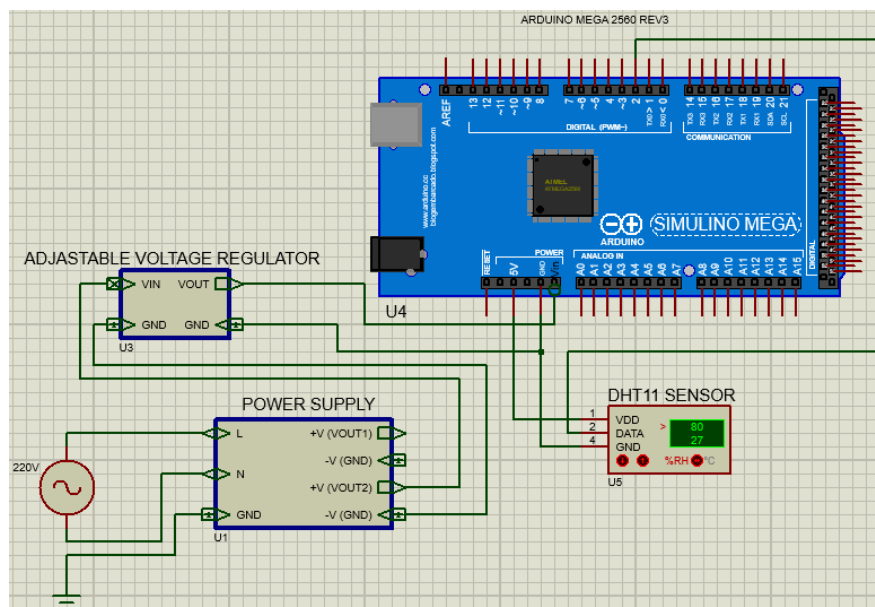 ARDUINO MEGA 2560 REV3
AREF
13
12
~11
~10
~9
8
7
~6
~5
4
~3
2
TX0 > 1
RX0 < 0
14
15
16
17
18
19
20
21
TX3
RX3
TX2
RX2
TX1
RX1
SDA
SCL
DIGITAL (PWM~)
COMMUNICATION
www.arduino.cc
blogembarcado.blogspot.com
ATMEL
SIMULINO MEGA
ARDUINO
DIGITAL
POWER
ANALOG IN
RESET
5V
GND
Vin
A0
A1
A2
A3
A4
A5
A6
A7
A8
A9
A10
A11
A12
A13
A14
A15
U4
ADJASTABLE VOLTAGE REGULATOR
VIN VOUT
GND GND
U3
POWER SUPPLY
220V
L +V (VOUT1)
-V (GND)
N
+V (VOUT2)
GND -V (GND)
U1
DHT11 SENSOR
1 VDD
2 DATA
4 GND
> 80
27
%RH °C
U5